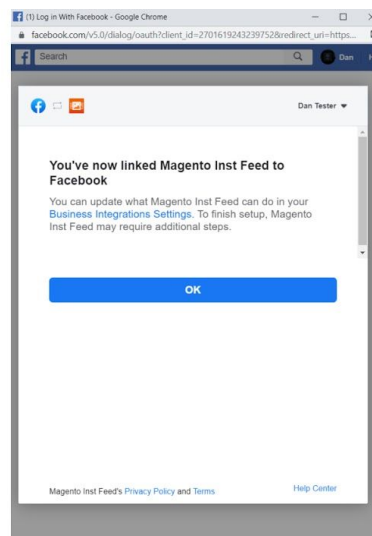 (1) Log in With Facebook - Google Chrome
facebook.com/v5.0/dialog/oauth?client_id=2701619243239752&redirect_uri=https...
Search
Dan
Dan Tester
You've now linked Magento Inst Feed to
Facebook
You can update what Magento Inst Feed can do in your
Business Integrations Settings. To finish setup, Magento
Inst Feed may require additional steps.
OK
Magento Inst Feed's Privacy Policy and Terms
Help Center